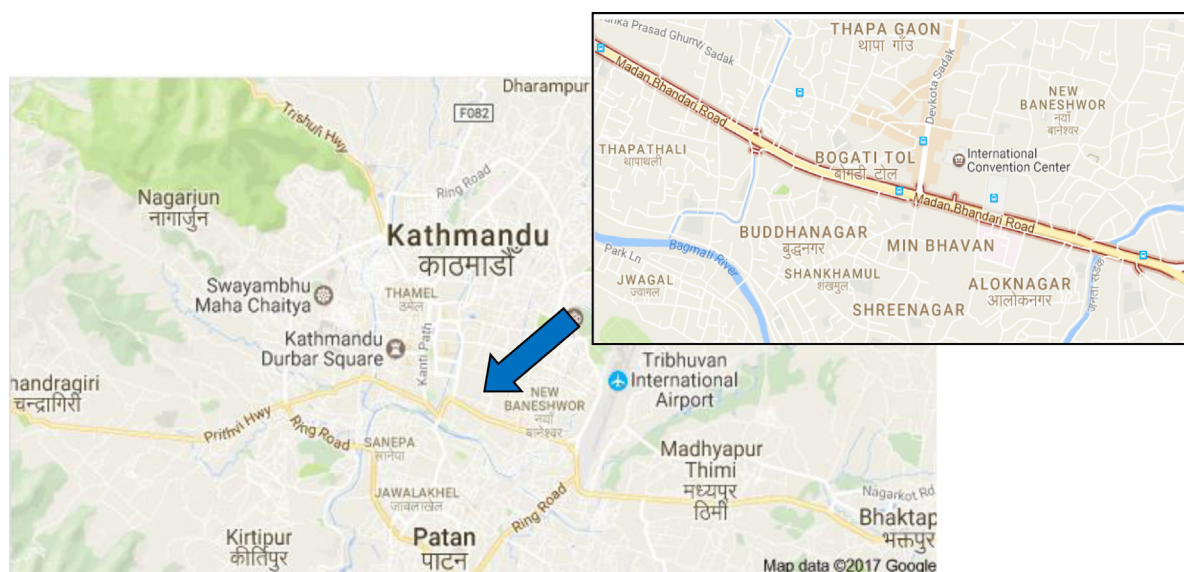 Dharampur
F082
Trishuli Hwy
Ring Road
Nagarjun
नागार्जुन
Kathmandu
काठमाडौँ
Swayambhu
Maha Chaitya
THAMEL
ठमेल
Kathmandu
Durbar Square
Kanti Path
Tribhuvan
International
Airport
handragiri
चन्द्रागिरी
NEW
BANESHWOR
नयाँ
बानेश्वर
Prithvi Hwy
Ring Road
SANEPA
सानेपा
Madhyapur
Thimi
मध्यपुर
ठिमी
JAWALAKHEL
जावलाखेल
Ring Road
Nagarkot Rd
Kirtipur
कीर्तिपुर
Patan
पाटन
Bhaktap
भक्तपुर
Map data ©2017 Google
Prasad Ghumti Sadak
THAPA GAON
थापा गाँउ
Madan Bhandari Road
Devkota Sadak
NEW
BANESHWOR
नयाँ
बानेश्वर
THAPATHALI
थापाथली
BOGATI TOL
बोगटी टोल
International
Convention Center
Madan Bhandari Road
BUDDHANAGAR
बुद्धनगर
MIN BHAVAN
Park Ln
Bagmati River
JWAGAL
ज्वागल
SHANKHAMUL
शंखमुल
ALOKNAGAR
आलोकनगर
SHREENAGAR
जनता सडक